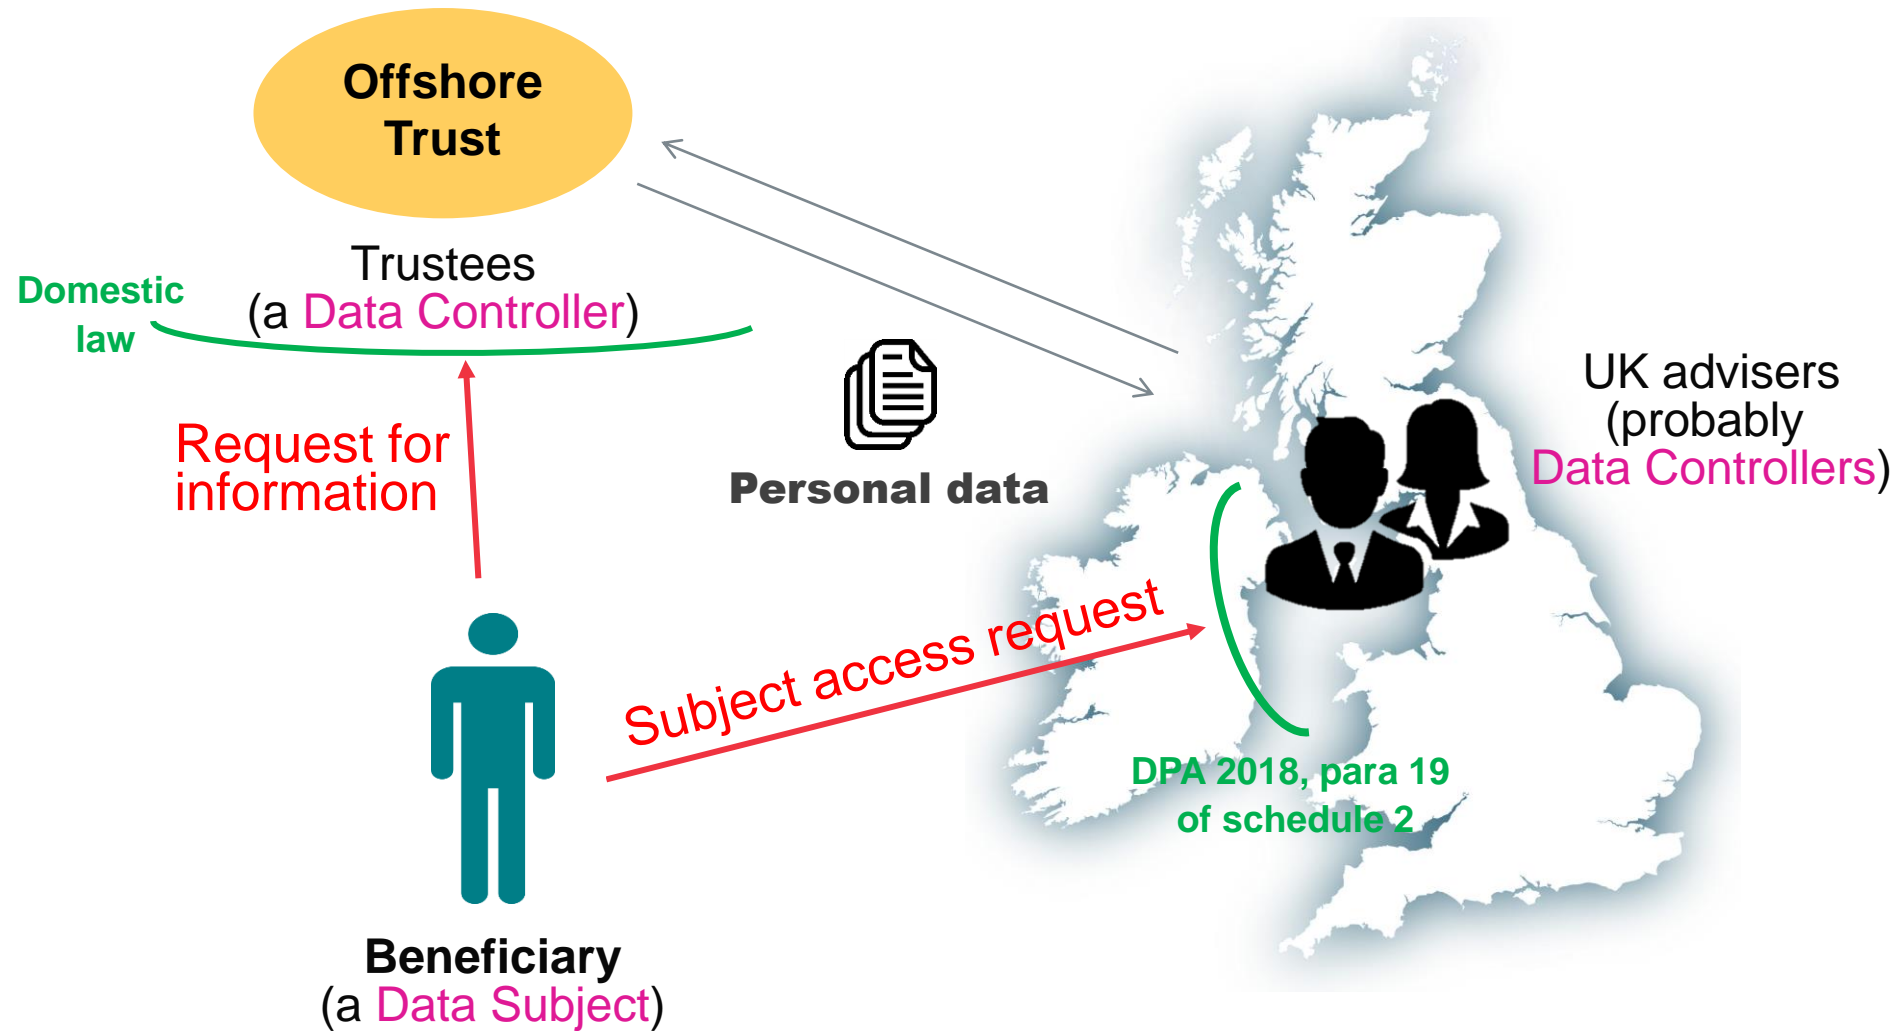 Offshore
Trust
Trustees
(a Data Controller)
Domestic
law
Request for
information
Personal data
UK advisers
(probably
Data Controllers)
Subject access request
DPA 2018, para 19
of schedule 2
Beneficiary
(a Data Subject)